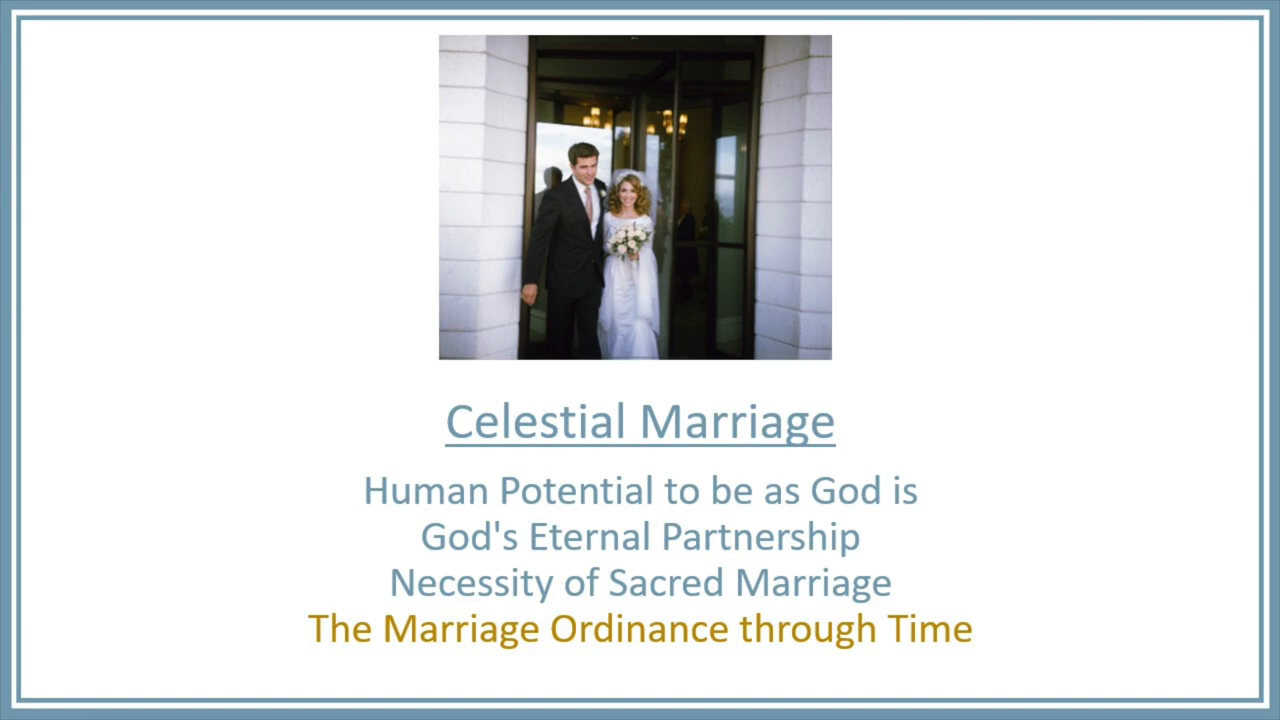 Celestial Marriage
Human Potential to be as God is
God's Eternal Partnership
Necessity of Sacred Marriage
The Marriage Ordinance through Time